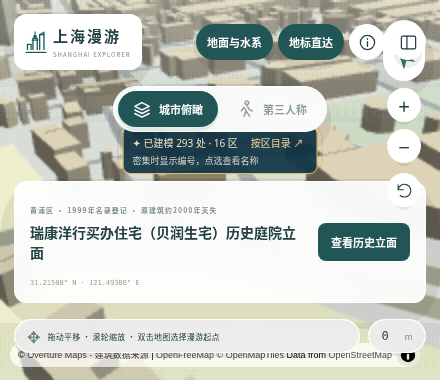 上海漫游
SHANGHAI EXPLORER
地面与水系
地标直达
城市俯瞰
第三人称
✦ 已建模 293 处 · 16 区 按区目录 ↗
密集时显示编号，点选查看名称
黄浦区 · 1999年名录登记 · 原建筑约2000年灭失
瑞康洋行买办住宅（贝润生宅）历史庭院立
面
查看历史立面
31.21500° N · 121.49300° E
拖动平移 · 滚轮缩放 · 双击地图选择漫游起点
0 m
© Overture Maps · 建筑数据来源 | OpenFreeMap © OpenMapTiles Data from OpenStreetMap